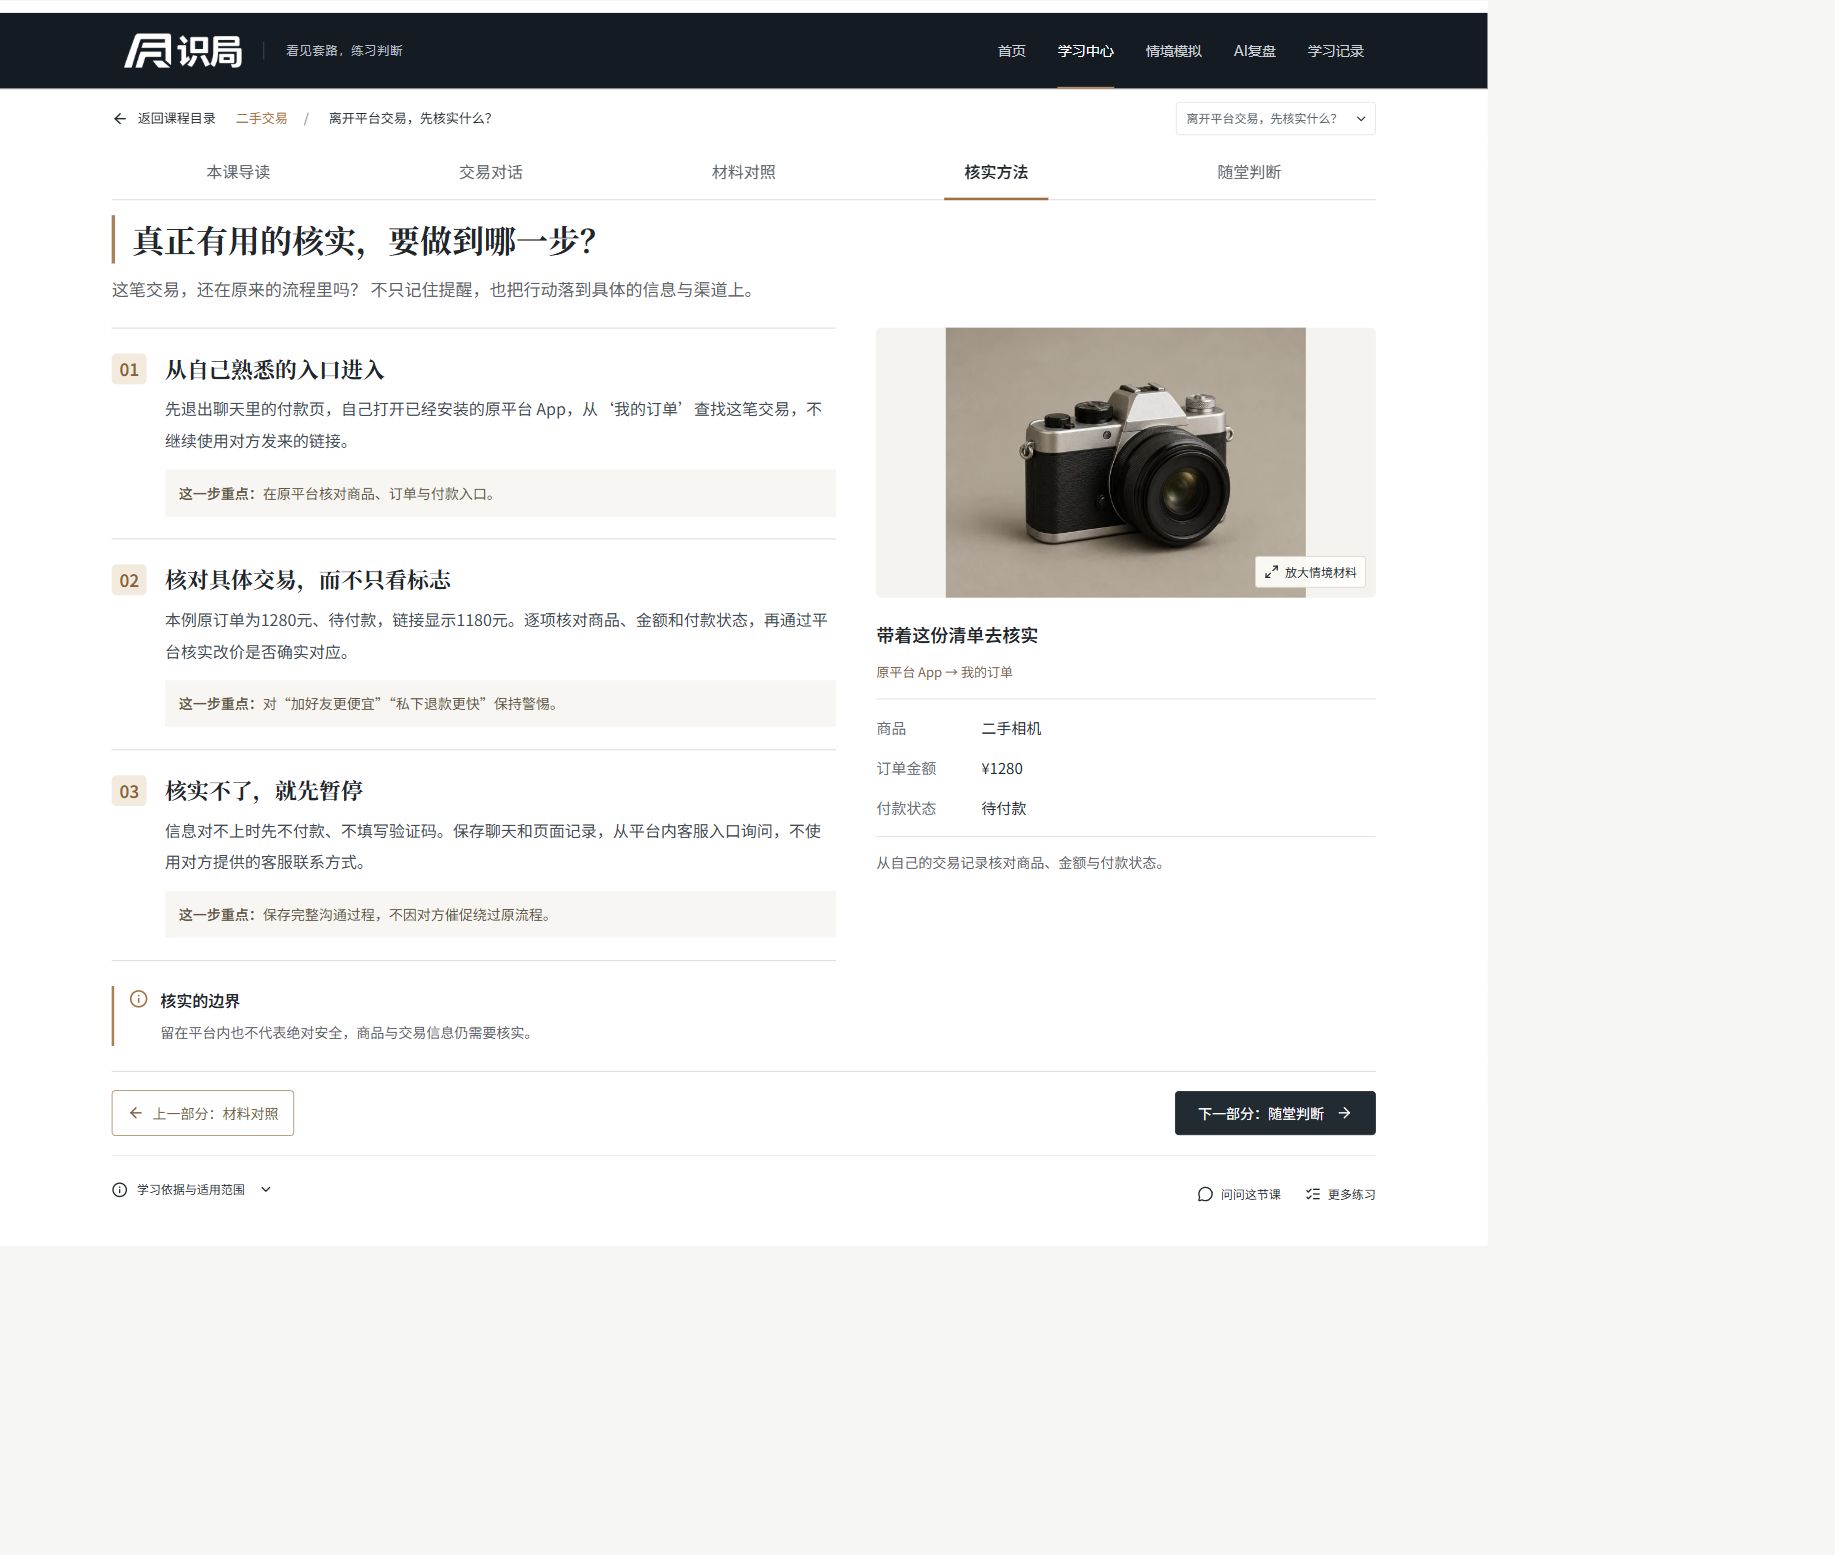 识局
看见套路，练习判断
首页
学习中心
情境模拟
AI复盘
学习记录
返回课程目录
二手交易 / 离开平台交易，先核实什么？
离开平台交易，先核实什么？
本课导读
交易对话
材料对照
核实方法
随堂判断
真正有用的核实，要做到哪一步？
这笔交易，还在原来的流程里吗？ 不只记住提醒，也把行动落到具体的信息与渠道上。
01 从自己熟悉的入口进入
先退出聊天里的付款页，自己打开已经安装的原平台 App，从‘我的订单’查找这笔交易，不
继续使用对方发来的链接。
这一步重点：在原平台核对商品、订单与付款入口。
02 核对具体交易，而不只看标志
本例原订单为1280元、待付款，链接显示1180元。逐项核对商品、金额和付款状态，再通过平
台核实改价是否确实对应。
这一步重点：对“加好友更便宜”“私下退款更快”保持警惕。
03 核实不了，就先暂停
信息对不上时先不付款、不填写验证码。保存聊天和页面记录，从平台内客服入口询问，不使
用对方提供的客服联系方式。
这一步重点：保存完整沟通过程，不因对方催促绕过原流程。
放大情境材料
带着这份清单去核实
原平台 App → 我的订单
商品 二手相机
订单金额 ¥1280
付款状态 待付款
从自己的交易记录核对商品、金额与付款状态。
核实的边界
留在平台内也不代表绝对安全，商品与交易信息仍需要核实。
上一部分：材料对照
下一部分：随堂判断
学习依据与适用范围
问问这节课
更多练习